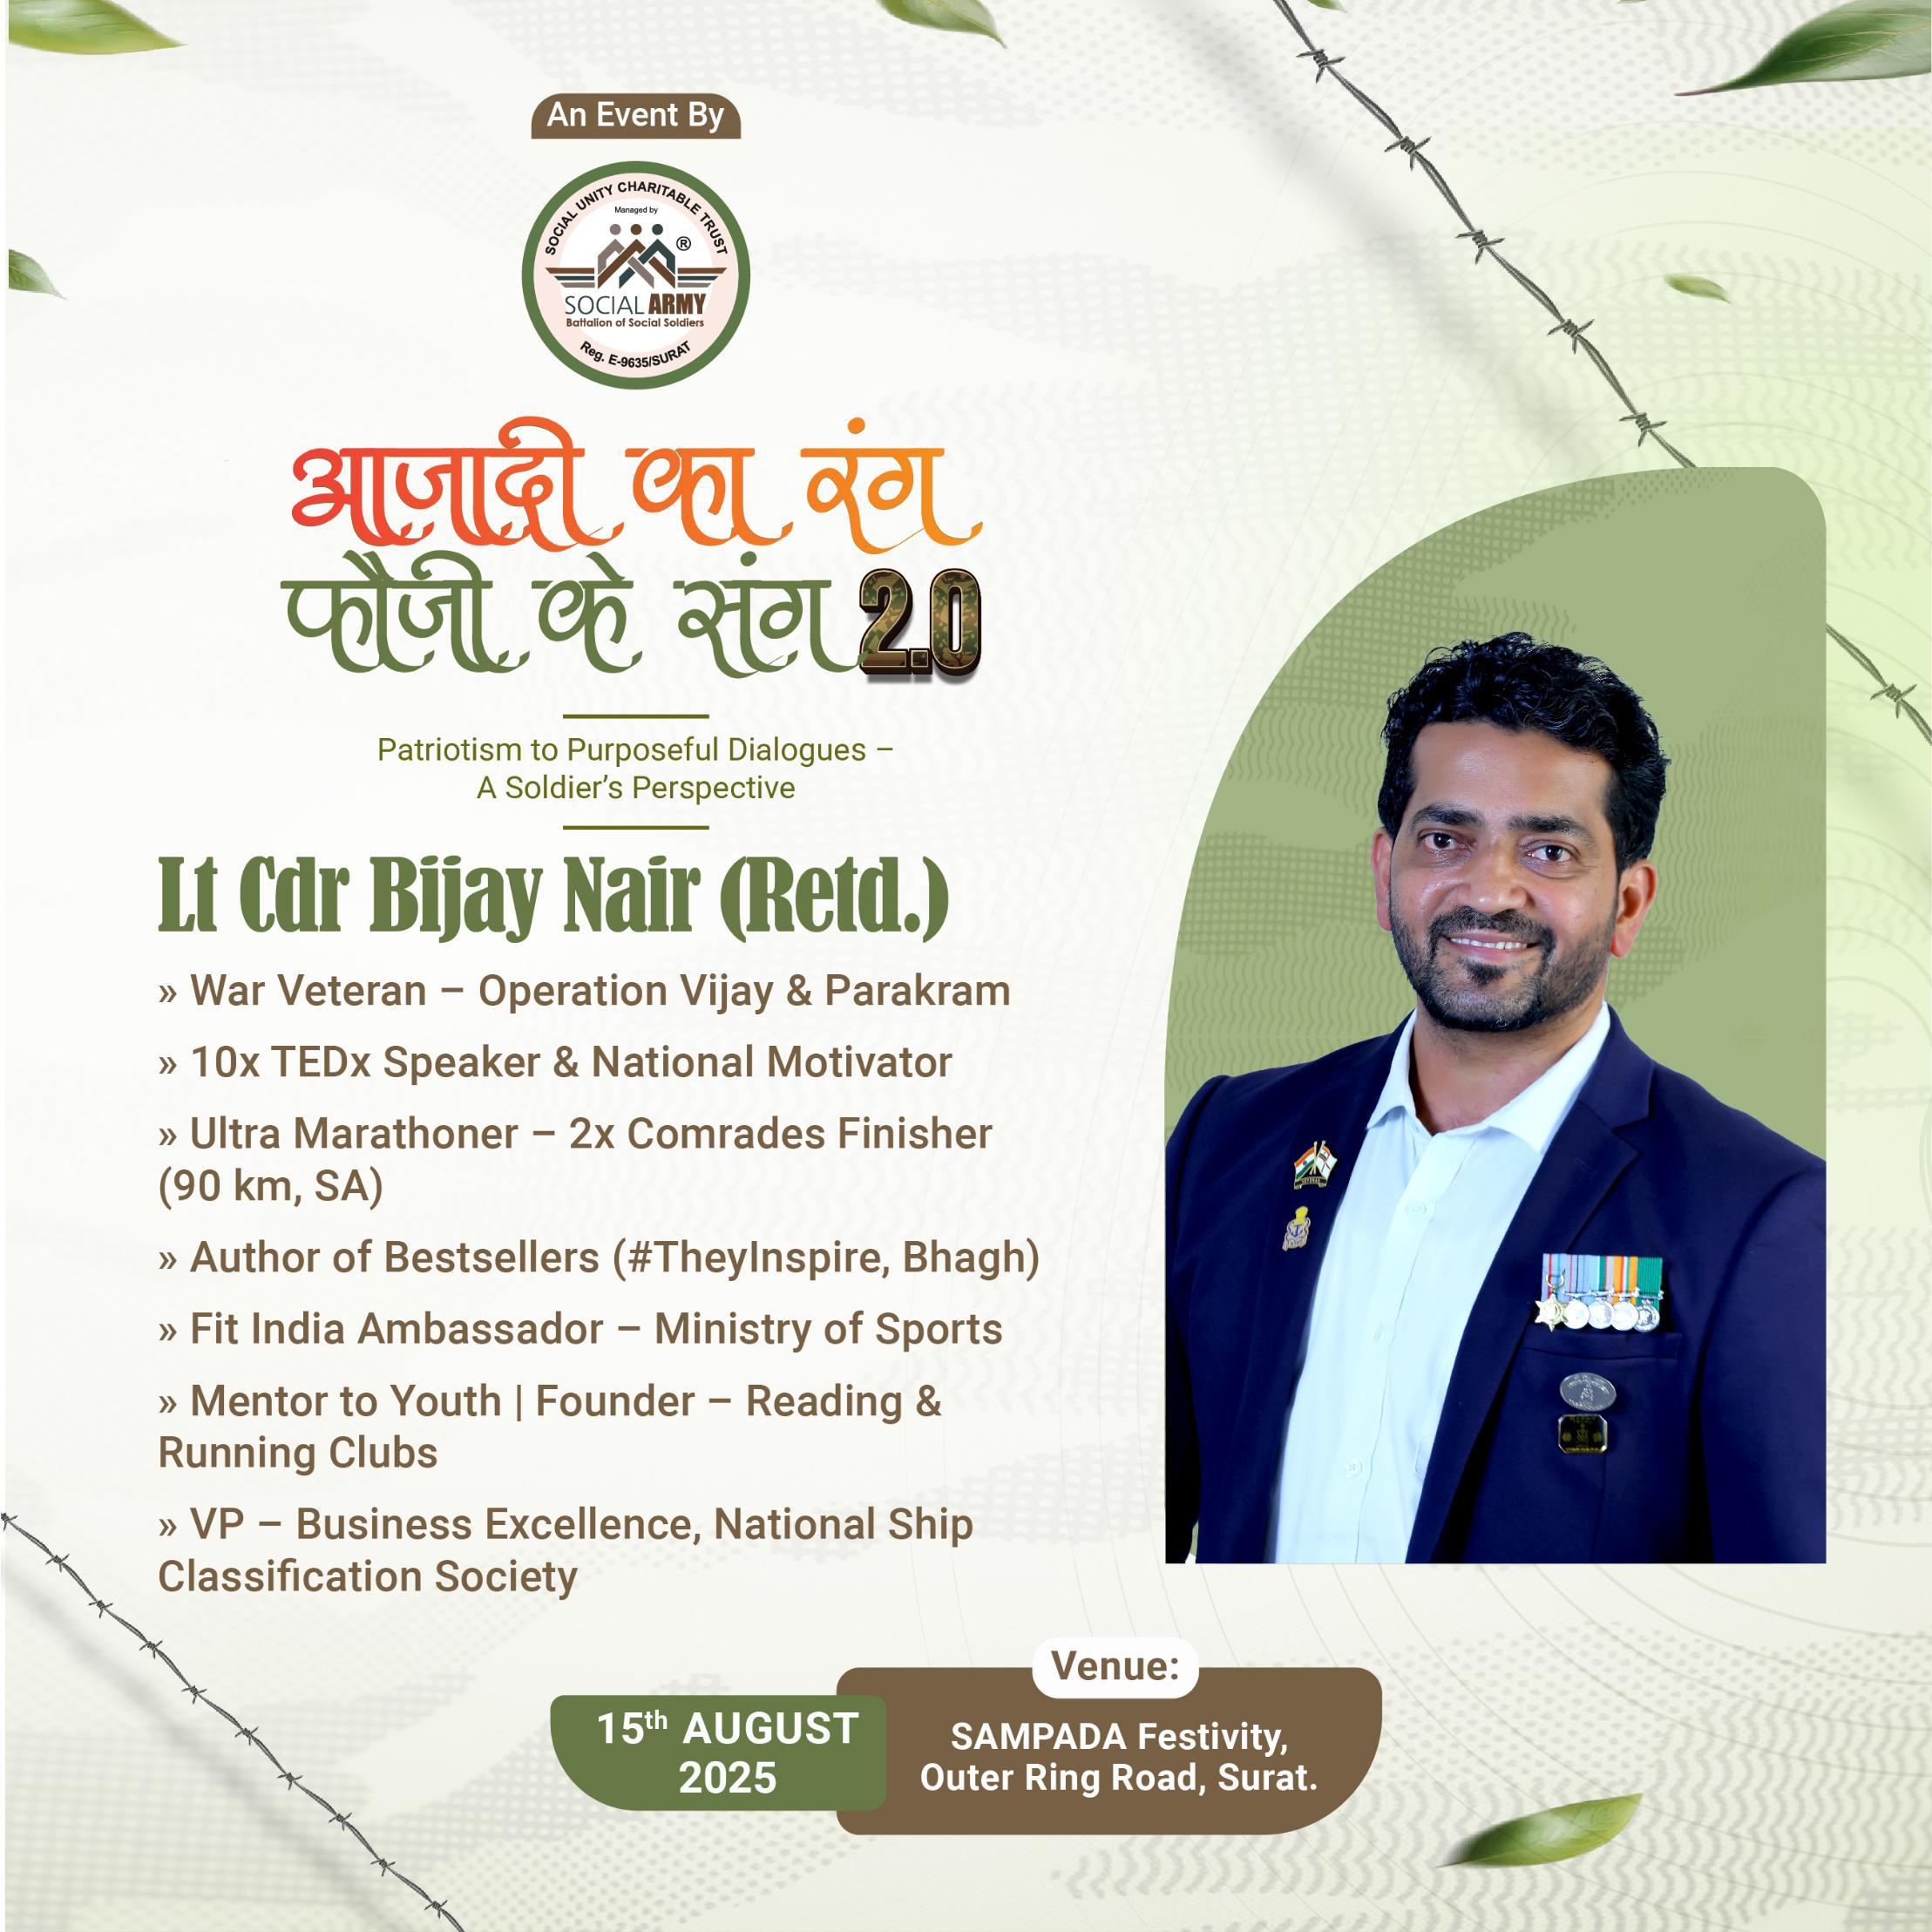 An Event By
SOCIAL UNITY CHARITABLE TRUST
Managed by
®
SOCIAL ARMY
Battalion of Social Soldiers
Reg. E-9635/SURAT
आज़ादी का रंग
फौजी के संग 2.0
Patriotism to Purposeful Dialogues –
A Soldier’s Perspective
Lt Cdr Bijay Nair (Retd.)
» War Veteran – Operation Vijay & Parakram
» 10x TEDx Speaker & National Motivator
» Ultra Marathoner – 2x Comrades Finisher
(90 km, SA)
» Author of Bestsellers (#TheyInspire, Bhagh)
» Fit India Ambassador – Ministry of Sports
» Mentor to Youth | Founder – Reading &
Running Clubs
» VP – Business Excellence, National Ship
Classification Society
Venue:
15th AUGUST
2025
SAMPADA Festivity,
Outer Ring Road, Surat.